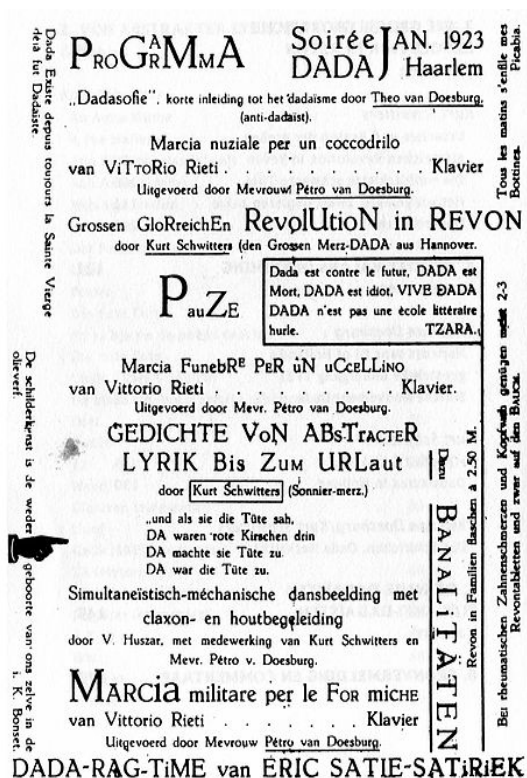 PRoGRAMMA
Soirée JAN. 1923
DADA Haarlem
„Dadasofie", korte inleiding tot het dadaïsme door Theo van Doesburg.
(anti-dadaïst).
Marcia nuziale per un coccodrilo
van ViTToRio Rieti Klavier
Uitgevoerd door Mevrouw Pétro van Doesburg.
Grossen GloRreichEn RevolUtioN in REVON
door Kurt Schwitters (den Grossen Merz-DADA aus Hannover.
PauZE
Dada est contre le futur, DADA est
Mort, DADA est idiot, VIVE DADA
DADA n'est pas une école littéraire
hurle. TZARA.
Marcia FunebRE PeR üN uCceLLiNo
van Vittorio Rieti . . . . . . Klavier.
Uitgevoerd door Mevr. Pétro van Doesburg.
GEDICHTE VoN ABsTRACTER
LYRIK Bis Zum URLaut
door Kurt Schwitters (Sonnier-merz.)
„und als sie die Tüte sah,
DA waren rote Kirschen drin
DA machte sie Tüte zu.
DA war die Tüte zu.
Simultaneïstisch-méchanische dansbeelding met
claxon- en houtbegeleiding
door V. Huszar, met medewerking van Kurt Schwitters en
Mevr. Pétro v. Doesburg.
MARCia militare per le FoR miche
van Vittorio Rieti . . . . . . . Klavier
Uitgevoerd door Mevrouw Pétro van Doesburg.
DADA-RAG-TiME van ERIC SATIE-SATiRiEK
Dada Existe depuis toujours la Sainte Vierge
déjà fut Dadaïste.
De schilderkenst is de weder geboorte van ons zelve in de
olieverf. i. K. Bonset.
Dazu
BANALiTÄTEN
Revon in Familien flaschen a 2,50 M.
Tous les matins s'enfile mes
Bottines. Picabia.
Bei rheumatischen Zahnenschmerzen und Kopfweh genügen 2-3
Revontabletten und zwar auf den BAUCH.